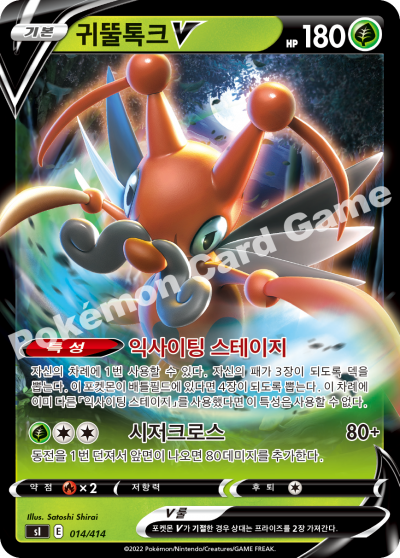 기본 귀뚤톡크V HP 180
Pokémon Card Game
특성 익사이팅 스테이지
자신의 차례에 1번 사용할 수 있다. 자신의 패가 3장이 되도록 덱을
뽑는다. 이 포켓몬이 배틀필드에 있다면 4장이 되도록 뽑는다. 이 차례에
이미 다른 「익사이팅 스테이지」를 사용했다면 이 특성은 사용할 수 없다.
시저크로스 80+
동전을 1번 던져서 앞면이 나오면 80데미지를 추가한다.
약점 ×2 저항력 후퇴
Illus. Satoshi Shirai
sI E 014/414
V룰
포켓몬V가 기절한 경우 상대는 프라이즈를 2장 가져간다.
©2022 Pokémon/Nintendo/Creatures/GAME FREAK.